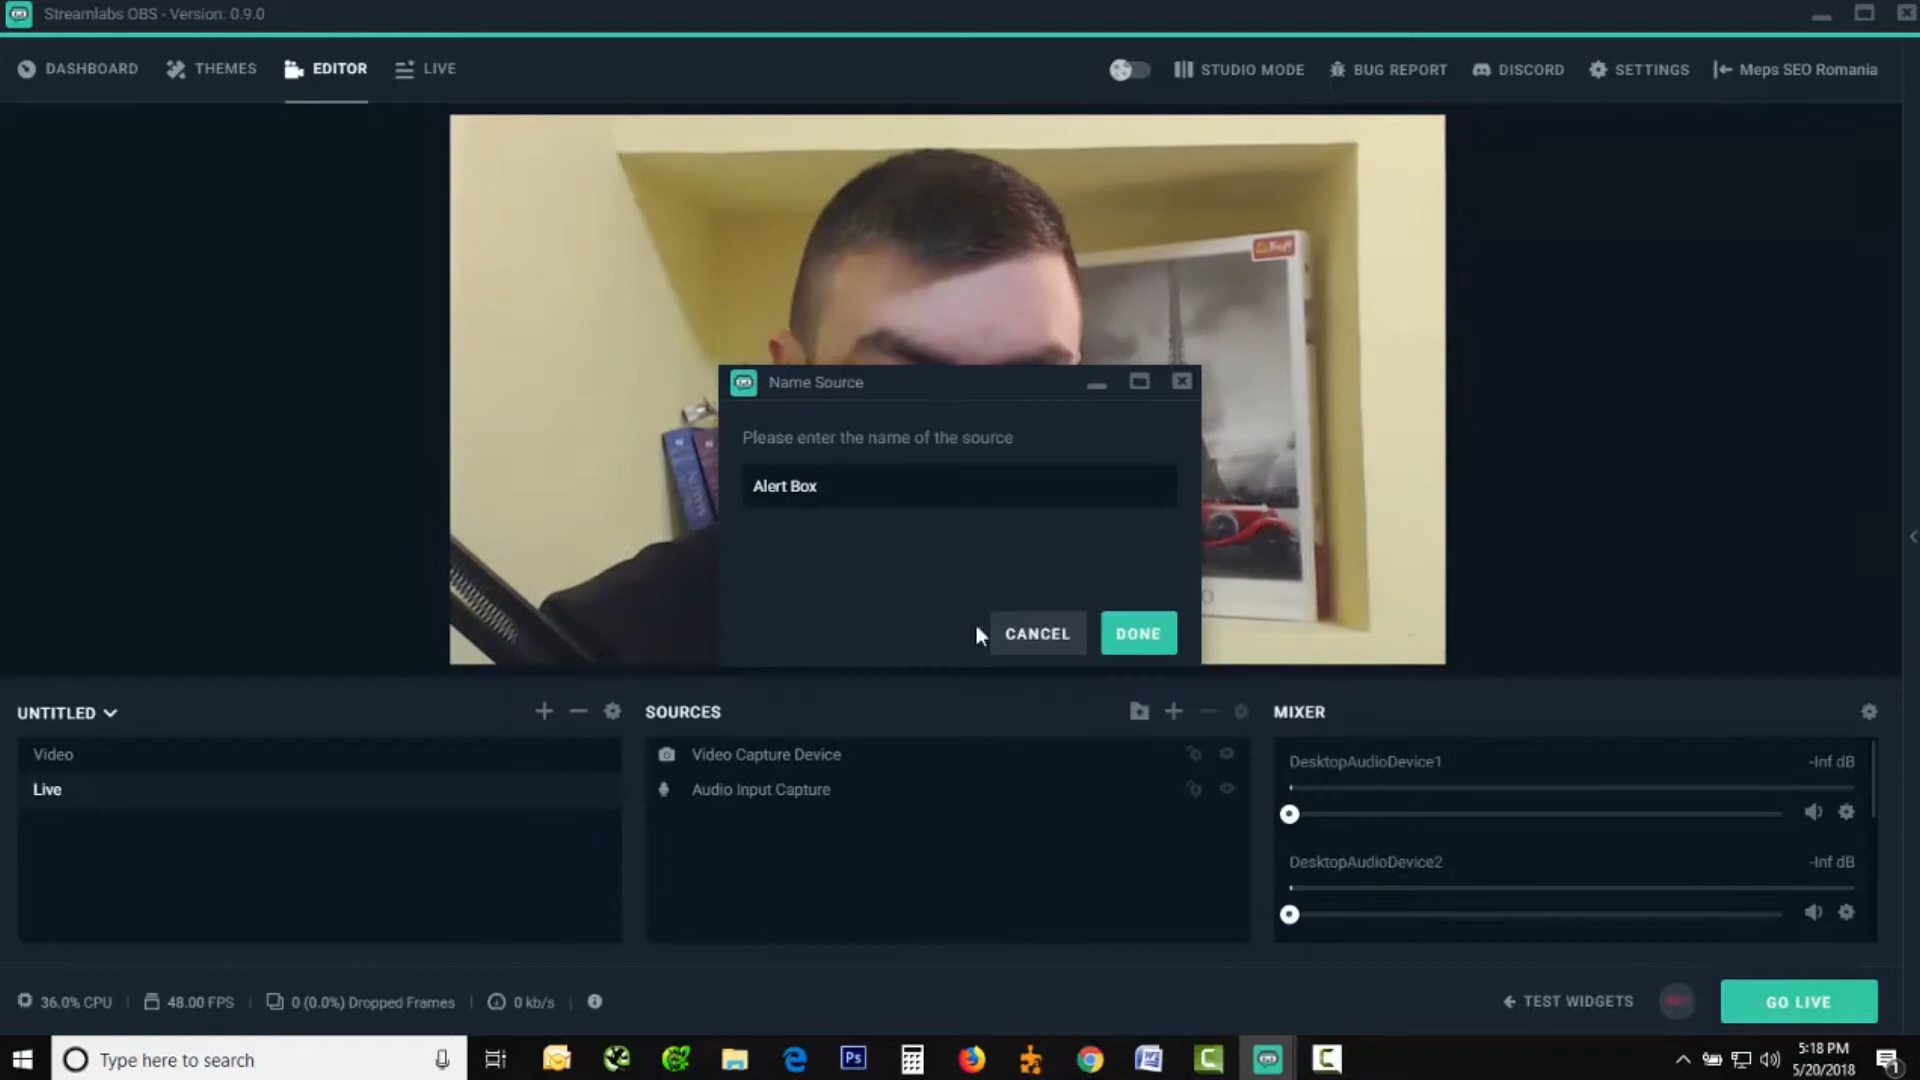 Streamlabs OBS - Version: 0.9.0
DASHBOARD THEMES EDITOR LIVE STUDIO MODE BUG REPORT DISCORD SETTINGS Meps SEO Romania
Trefl
Name Source
Please enter the name of the source
Alert Box
CANCEL DONE
UNTITLED SOURCES MIXER
Video
Live
Video Capture Device
Audio Input Capture
DesktopAudioDevice1 -Inf dB
DesktopAudioDevice2 -Inf dB
36.0% CPU 48.00 FPS 0 (0.0%) Dropped Frames 0 kb/s TEST WIDGETS REC GO LIVE
Type here to search
Ps
5:18 PM
5/20/2018
1